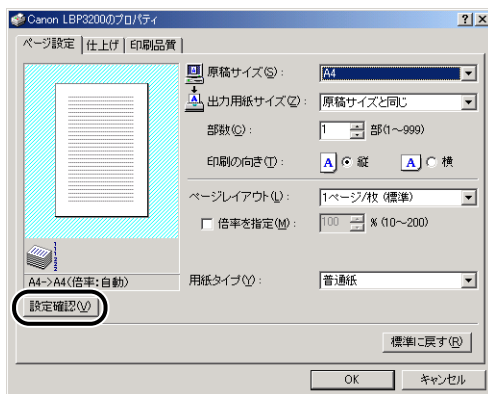 Canon LBP3200のプロパティ
ページ設定 仕上げ 印刷品質
原稿サイズ(S): A4
出力用紙サイズ(Z): 原稿サイズと同じ
部数(C): 1 部(1~999)
印刷の向き(T): A 縦 A 横
ページレイアウト(L): 1ページ/枚 (標準)
倍率を指定(M): 100 % (10~200)
A4->A4(倍率:自動)
用紙タイプ(Y): 普通紙
設定確認(V)
標準に戻す(R)
OK キャンセル